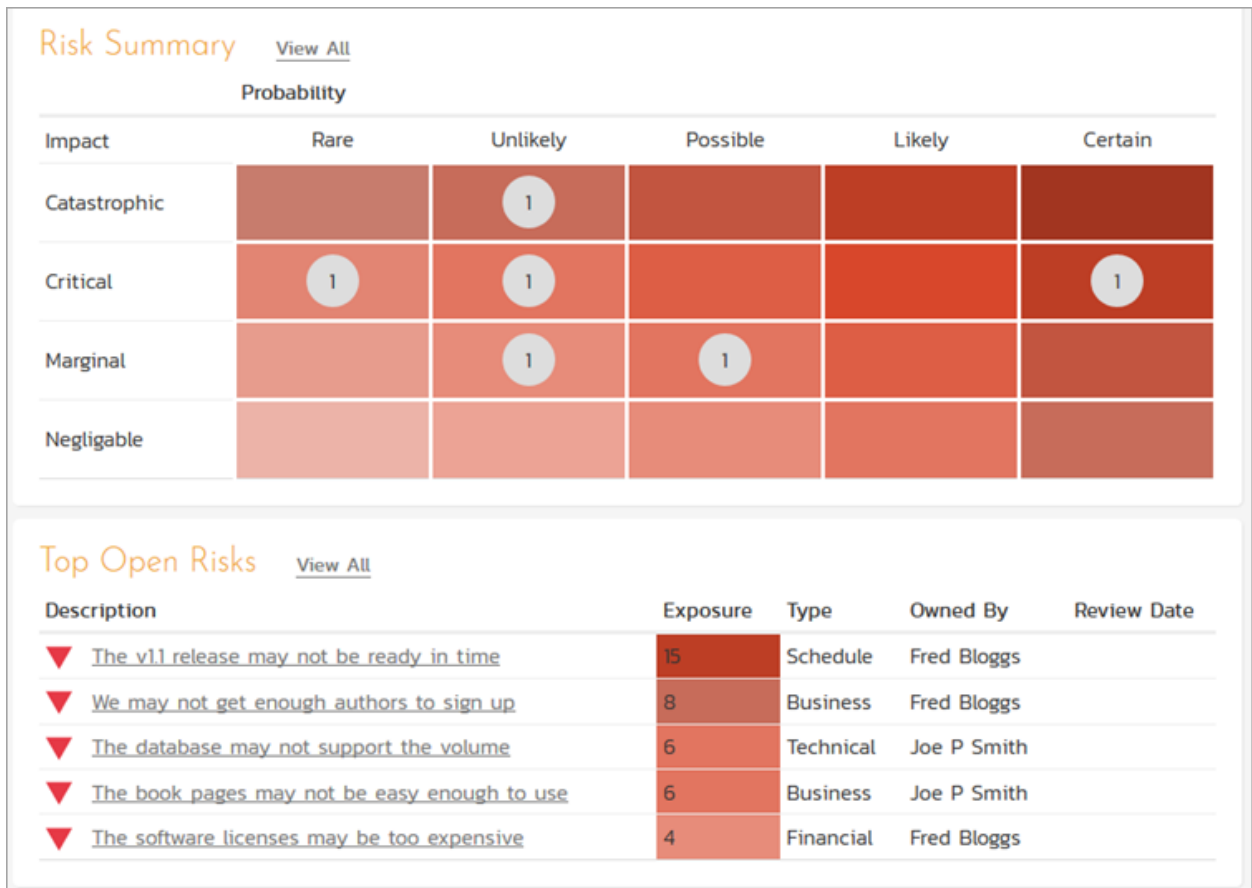 Risk Summary View All
Probability
Impact Rare Unlikely Possible Likely Certain
Catastrophic 1
Critical 1 1 1
Marginal 1 1
Negligable
Top Open Risks View All
Description Exposure Type Owned By Review Date
The v1.1 release may not be ready in time 15 Schedule Fred Bloggs
We may not get enough authors to sign up 8 Business Fred Bloggs
The database may not support the volume 6 Technical Joe P Smith
The book pages may not be easy enough to use 6 Business Joe P Smith
The software licenses may be too expensive 4 Financial Fred Bloggs